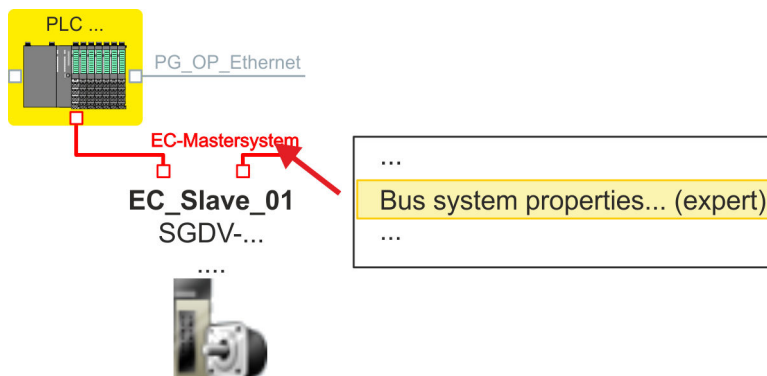 PLC ...
PG_OP_Ethernet
EC-Mastersystem
...
Bus system properties... (expert)
...
EC_Slave_01
SGDV-...
....